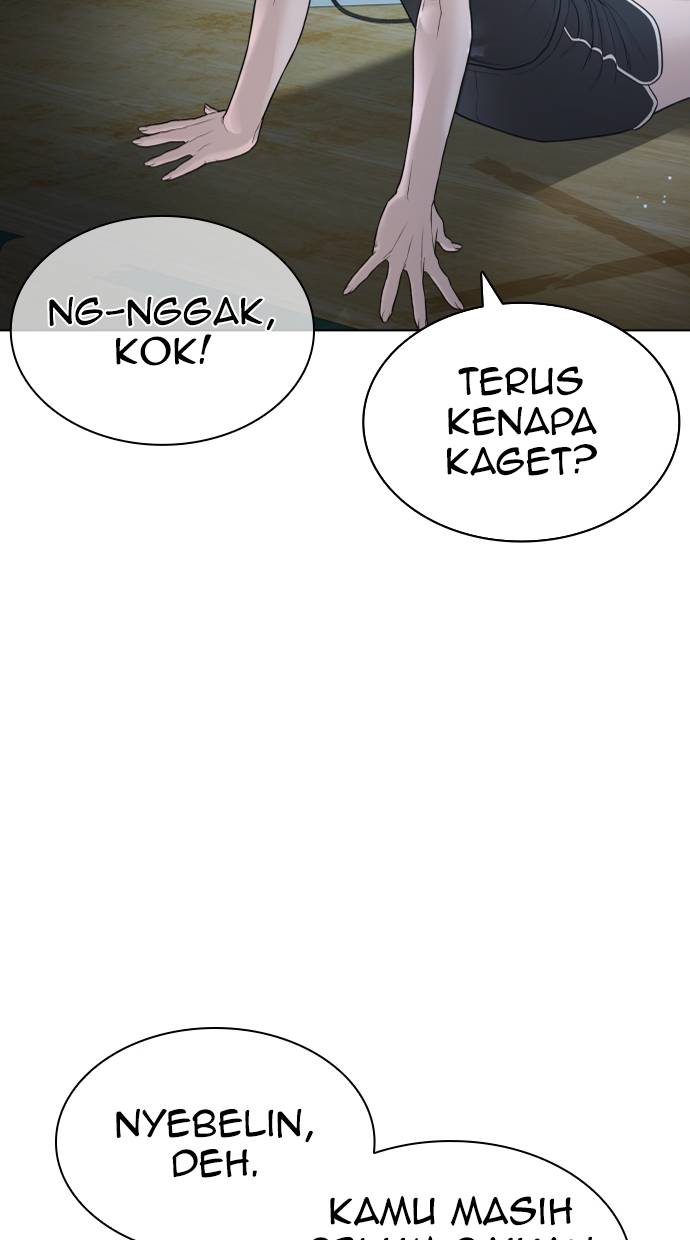 NG-NGGAK,
KOK!
TERUS
KENAPA
KAGET?
NYEBELIN,
DEH.
KAMU MASIH